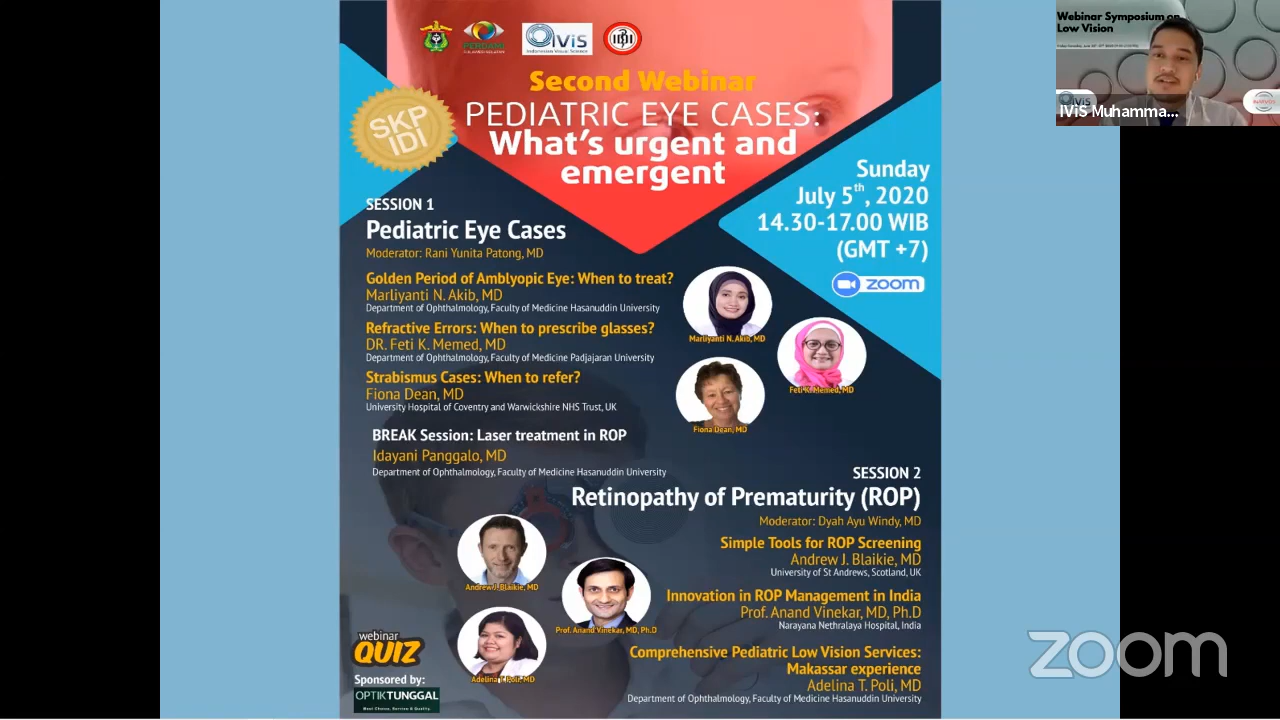 PERDAMI
IViS
Indonesian Visual Science
Second Webinar
PEDIATRIC EYE CASES:
What's urgent and
emergent
SKP
IDI
Sunday
July 5th, 2020
14.30-17.00 WIB
(GMT +7)
zoom
SESSION 1
Pediatric Eye Cases
Moderator: Rani Yunita Patong, MD
Golden Period of Amblyopic Eye: When to treat?
Marliyanti N. Akib, MD
Department of Ophthalmology, Faculty of Medicine Hasanuddin University
Refractive Errors: When to prescribe glasses?
DR. Feti K. Memed, MD
Department of Ophthalmology, Faculty of Medicine Padjajaran University
Strabismus Cases: When to refer?
Fiona Dean, MD
University Hospital of Coventry and Warwickshire NHS Trust, UK
Marliyanti N. Akib, MD
Feti K. Memed, MD
Fiona Dean, MD
BREAK Session: Laser treatment in ROP
Idayani Panggalo, MD
Department of Ophthalmology, Faculty of Medicine Hasanuddin University
SESSION 2
Retinopathy of Prematurity (ROP)
Moderator: Dyah Ayu Windy, MD
Simple Tools for ROP Screening
Andrew J. Blaikie, MD
University of St Andrews, Scotland, UK
Innovation in ROP Management in India
Prof. Anand Vinekar, MD, Ph.D
Narayana Nethralaya Hospital, India
Comprehensive Pediatric Low Vision Services:
Makassar experience
Adelina T. Poli, MD
Department of Ophthalmology, Faculty of Medicine Hasanuddin University
Andrew J. Blaikie, MD
Prof. Anand Vinekar, MD, Ph.D
Adelina T. Poli, MD
webinar
QUIZ
Sponsored by:
OPTIK TUNGGAL
Best Choice, Service & Quality.
Webinar Symposium on
Low Vision
IViS
IViS Muhamma...
zoom